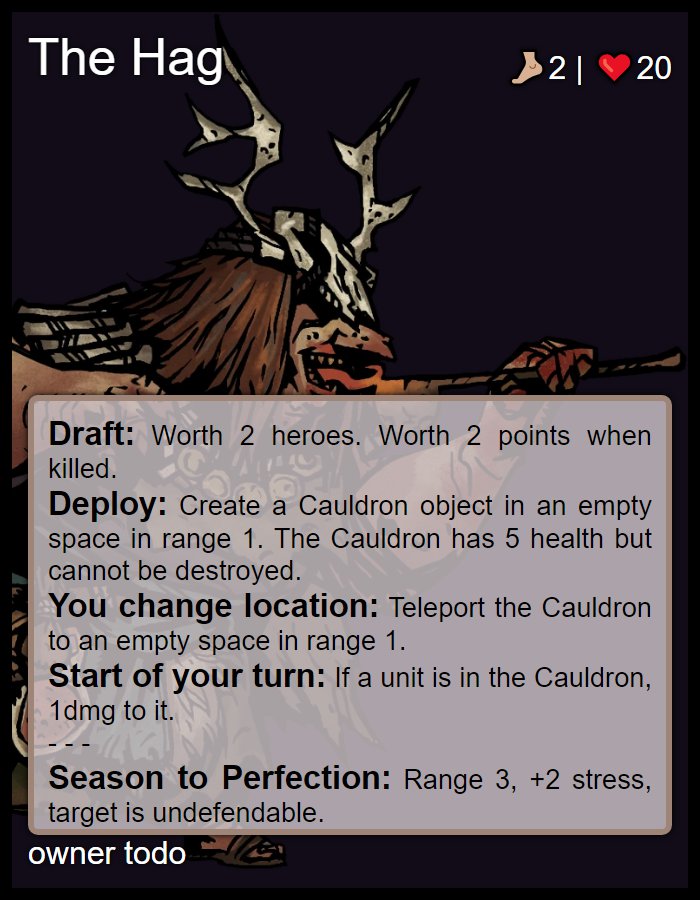 The Hag
🦶2 | ❤️20
Draft: Worth 2 heroes. Worth 2 points when
killed.
Deploy: Create a Cauldron object in an empty
space in range 1. The Cauldron has 5 health but
cannot be destroyed.
You change location: Teleport the Cauldron
to an empty space in range 1.
Start of your turn: If a unit is in the Cauldron,
1dmg to it.
- - -
Season to Perfection: Range 3, +2 stress,
target is undefendable.
owner todo